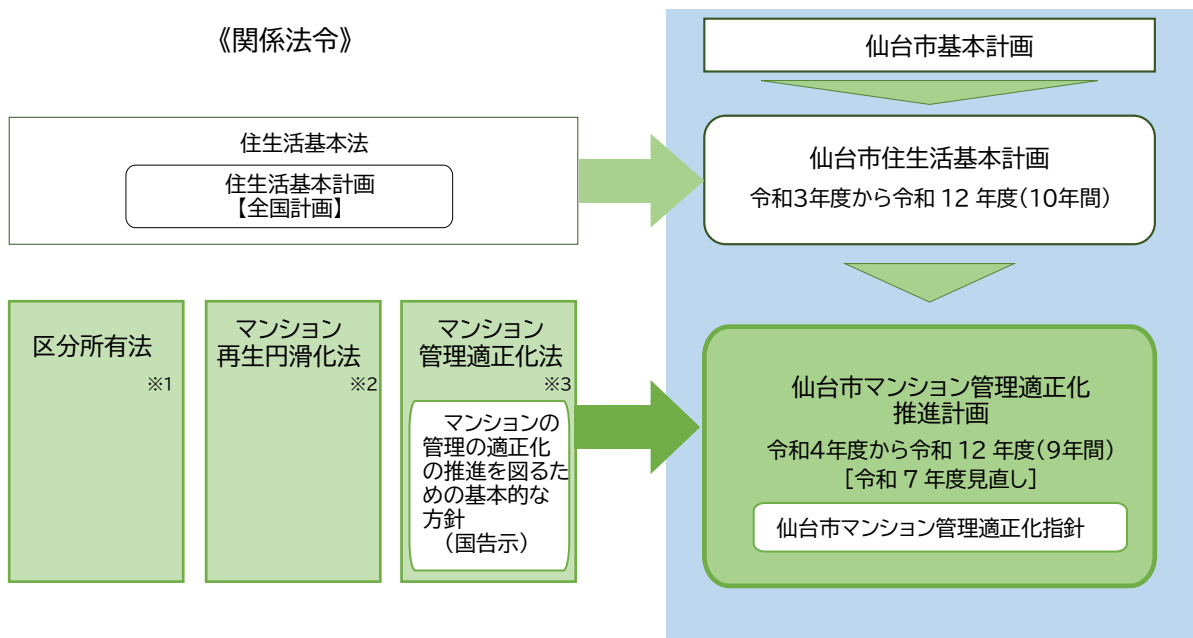 《関係法令》
仙台市基本計画
住生活基本法
住生活基本計画
【全国計画】
仙台市住生活基本計画
令和3年度から令和 12 年度(10年間)
区分所有法
※1
マンション
再生円滑化法
※2
マンション
管理適正化法
※3
マンションの
管理の適正化
の推進を図るた
めの基本的な
方針
(国告示)
仙台市マンション管理適正化
推進計画
令和4年度から令和 12 年度(9年間)
[令和 7 年度見直し]
仙台市マンション管理適正化指針